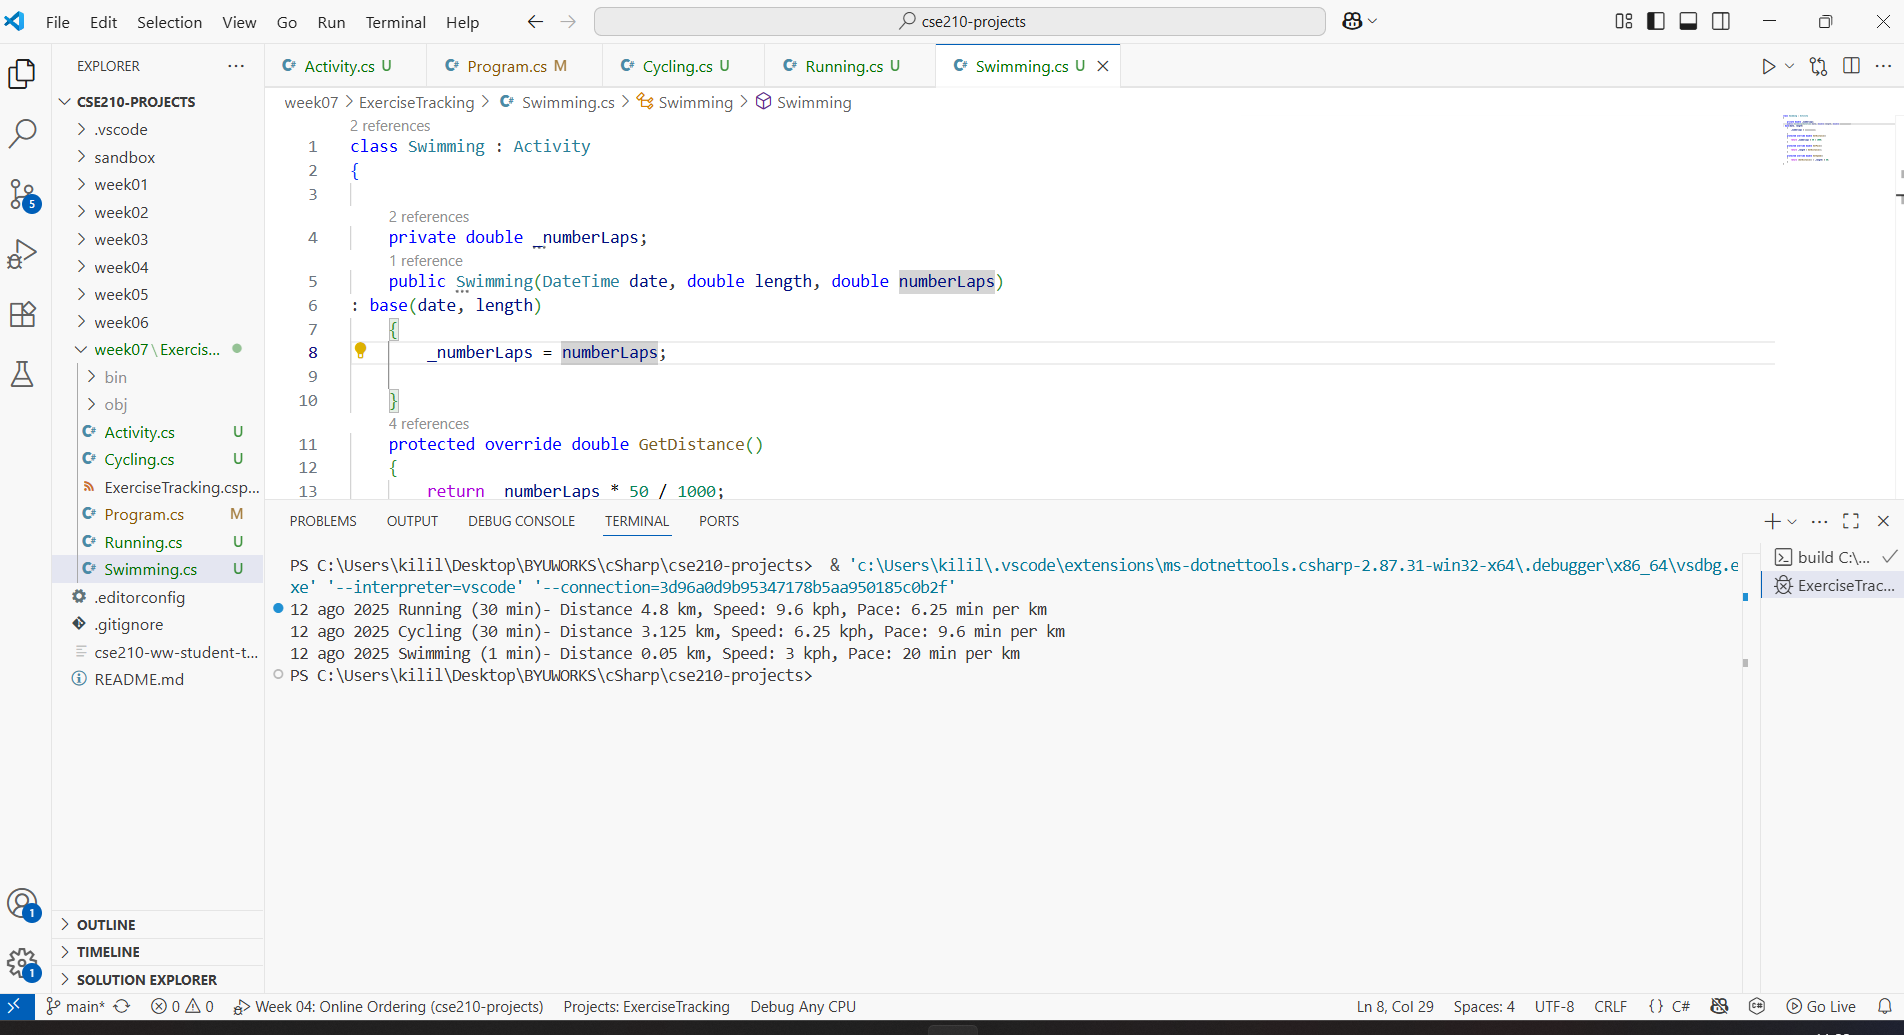 File Edit Selection View Go Run Terminal Help
cse210-projects
EXPLORER
Activity.cs U
Program.cs M
Cycling.cs U
Running.cs U
Swimming.cs U
CSE210-PROJECTS
.vscode
sandbox
week01
week02
week03
week04
week05
week06
week07 \ Exercis...
bin
obj
Activity.cs U
Cycling.cs U
ExerciseTracking.csp...
Program.cs M
Running.cs U
Swimming.cs U
.editorconfig
.gitignore
cse210-ww-student-t...
README.md
OUTLINE
TIMELINE
SOLUTION EXPLORER
5
1
1
week07 > ExerciseTracking > Swimming.cs > Swimming > Swimming
2 references
1 class Swimming : Activity
2 {
3
2 references
4 private double _numberLaps;
1 reference
5 public Swimming(DateTime date, double length, double numberLaps)
6 : base(date, length)
7 {
8 _numberLaps = numberLaps;
9
10 }
4 references
11 protected override double GetDistance()
12 {
13 return _numberLaps * 50 / 1000;
PROBLEMS OUTPUT DEBUG CONSOLE TERMINAL PORTS
PS C:\Users\kilil\Desktop\BYUWORKS\cSharp\cse210-projects> & 'c:\Users\kilil\.vscode\extensions\ms-dotnettools.csharp-2.87.31-win32-x64\.debugger\x86_64\vsdbg.e
xe' '--interpreter=vscode' '--connection=3d96a0d9b95347178b5aa950185c0b2f'
12 ago 2025 Running (30 min)- Distance 4.8 km, Speed: 9.6 kph, Pace: 6.25 min per km
12 ago 2025 Cycling (30 min)- Distance 3.125 km, Speed: 6.25 kph, Pace: 9.6 min per km
12 ago 2025 Swimming (1 min)- Distance 0.05 km, Speed: 3 kph, Pace: 20 min per km
PS C:\Users\kilil\Desktop\BYUWORKS\cSharp\cse210-projects>
build C:\...
ExerciseTrac...
main* 0 0 Week 04: Online Ordering (cse210-projects) Projects: ExerciseTracking Debug Any CPU
Ln 8, Col 29 Spaces: 4 UTF-8 CRLF {} C# Go Live